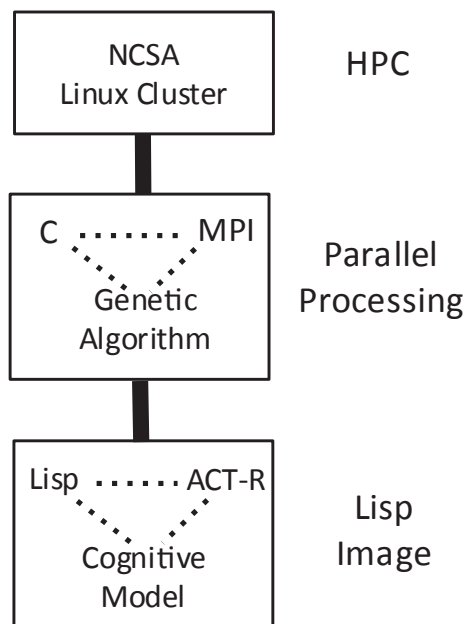 NCSA
Linux Cluster
HPC
C MPI
Genetic
Algorithm
Parallel
Processing
Lisp ACT-R
Cognitive
Model
Lisp
Image